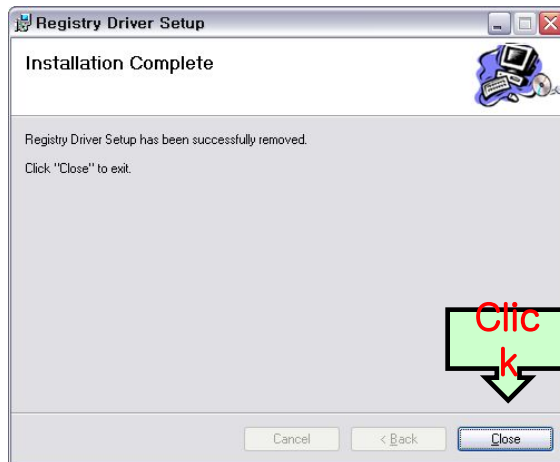 Registry Driver Setup
Installation Complete
Registry Driver Setup has been successfully removed.
Click "Close" to exit.
Clic
k
Cancel
< Back
Close